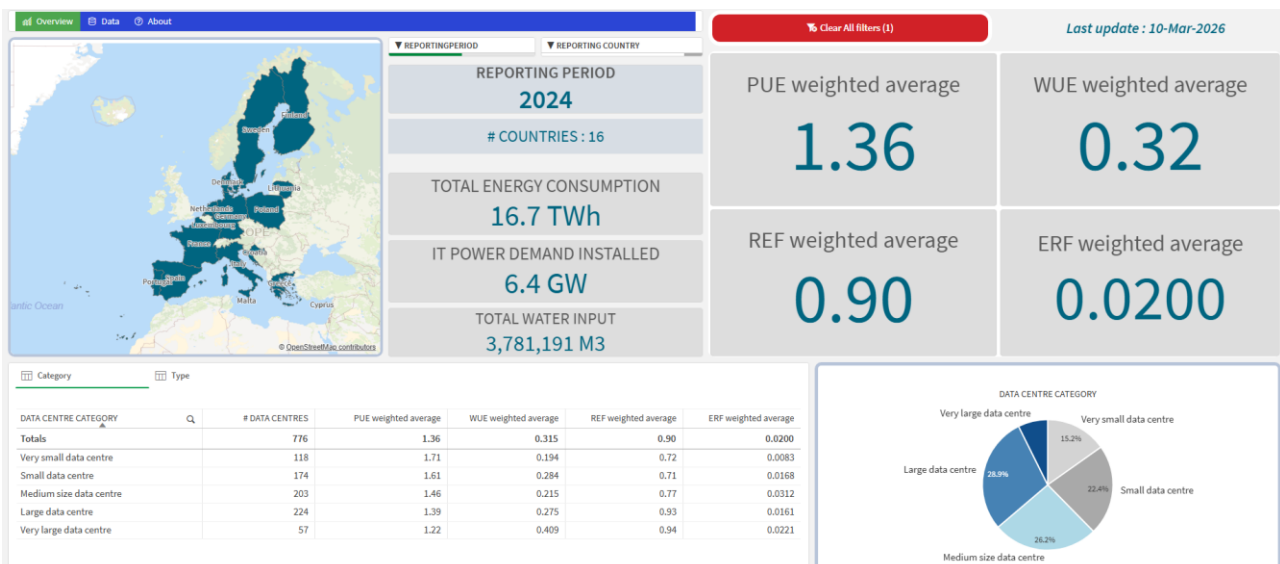 Overview Data About
Clear All filters (1)
Last update : 10-Mar-2026
REPORTINGPERIOD
REPORTING COUNTRY
REPORTING PERIOD
2024
# COUNTRIES : 16
TOTAL ENERGY CONSUMPTION
16.7 TWh
IT POWER DEMAND INSTALLED
6.4 GW
TOTAL WATER INPUT
3,781,191 M3
PUE weighted average
1.36
WUE weighted average
0.32
REF weighted average
0.90
ERF weighted average
0.0200
Sweden
Finland
Denmark
Lithuania
Netherlands
Germany
Poland
Luxembourg
France
Croatia
Italy
Spain
Portugal
Greece
Malta
Cyprus
antic Ocean
© OpenStreetMap contributors
Category Type
DATA CENTRE CATEGORY # DATA CENTRES PUE weighted average WUE weighted average REF weighted average ERF weighted average
Totals 776 1.36 0.315 0.90 0.0200
Very small data centre 118 1.71 0.194 0.72 0.0083
Small data centre 174 1.61 0.284 0.71 0.0168
Medium size data centre 203 1.46 0.215 0.77 0.0312
Large data centre 224 1.39 0.275 0.93 0.0161
Very large data centre 57 1.22 0.409 0.94 0.0221
DATA CENTRE CATEGORY
Very large data centre
Very small data centre
15.2%
Large data centre
28.9%
22.4%
Small data centre
26.2%
Medium size data centre